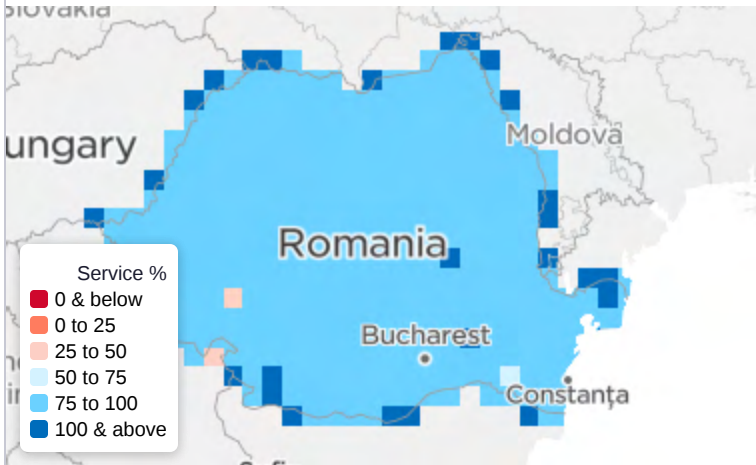 Slovakia
ungary
Moldova
Romania
Service %
0 & below
0 to 25
25 to 50
50 to 75
75 to 100
100 & above
Bucharest
Constanța